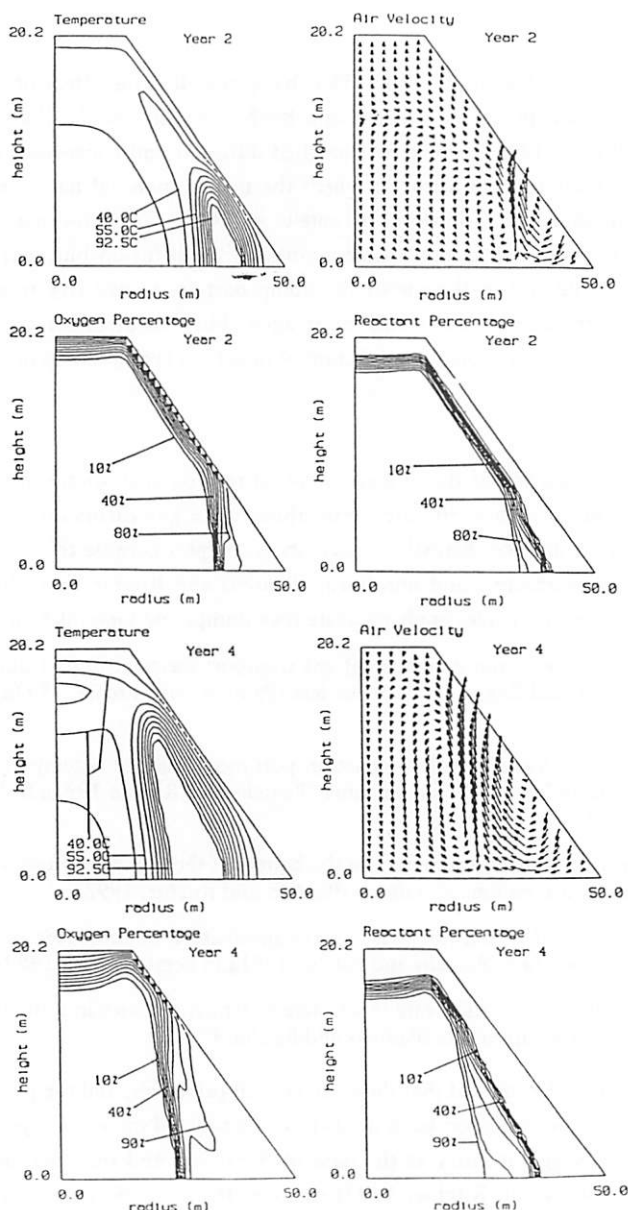 Temperature
Year 2
20.2
height (m)
40.0C
55.0C
92.5C
0.0
0.0
50.0
radius (m)
Air Velocity
Year 2
20.2
height (m)
0.0
0.0
50.0
radius (m)
Oxygen Percentage
Year 2
20.2
height (m)
10%
40%
80%
0.0
0.0
50.0
radius (m)
Reactant Percentage
Year 2
20.2
height (m)
10%
40%
80%
0.0
0.0
50.0
radius (m)
Temperature
Year 4
20.2
height (m)
40.0C
55.0C
92.5C
0.0
0.0
50.0
radius (m)
Air Velocity
Year 4
20.2
height (m)
0.0
0.0
50.0
radius (m)
Oxygen Percentage
Year 4
20.2
height (m)
10%
40%
90%
0.0
0.0
50.0
radius (m)
Reactant Percentage
Year 4
20.2
height (m)
10%
40%
90%
0.0
0.0
50.0
radius (m)